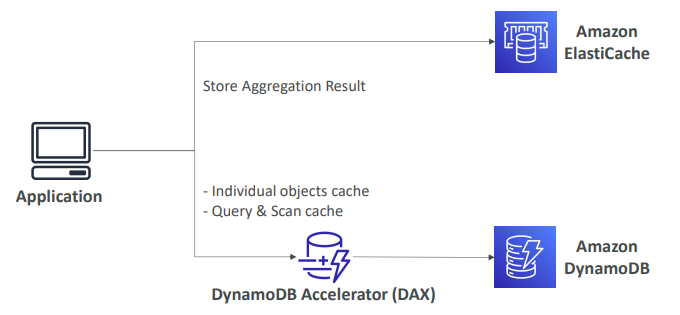 Amazon
ElastiCache
Store Aggregation Result
Application
- Individual objects cache
- Query & Scan cache
Amazon
DynamoDB
DynamoDB Accelerator (DAX)